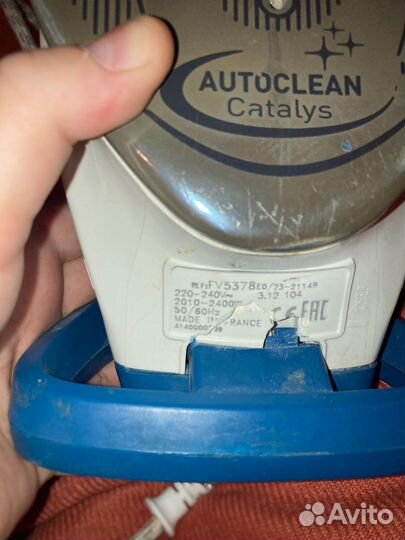 AUTOCLEAN
Catalys
REF: FV5378E0/23-2114R
220-240V~ 3.12 104
2010-2400W
50/60Hz
MADE IN FRANCE
EAC
Avito